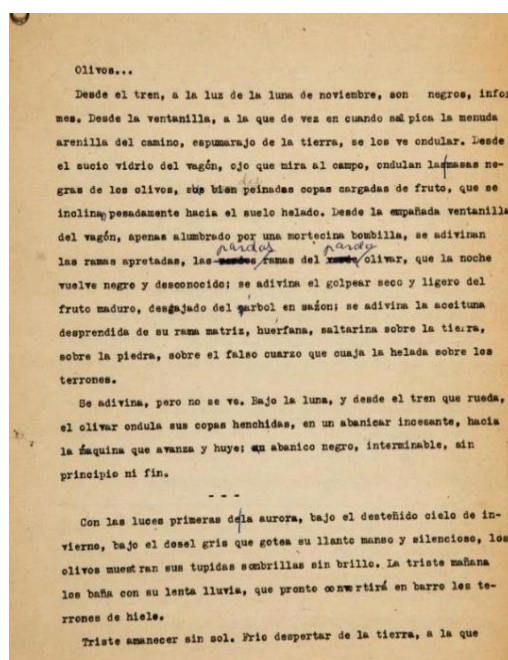 Olivos...
Desde el tren, a la luz de la luna de noviembre, son negros, infor
mes. Desde la ventanilla, a la que de vez en cuando salpica la menuda
arenilla del camino, espumarajo de la tierra, se los ve ondular. Desde
el sucio vidrio del vagón, ojo que mira al campo, ondulan las masas ne-
gras de los olivos, sus bien peinadas copas cargadas de fruto, que se
inclinan pesadamente hacia el suelo helado. Desde la empañada ventanilla
del vagón, apenas alumbrado por una mortecina bombilla, se adivinan
pardas pardo
las ramas apretadas, las ramas del olivar, que la noche
vuelve negro y desconocido; se adivina el golpear seco y ligero del
fruto maduro, desgajado del árbol en sazón; se adivina la aceituna
desprendida de su rama matriz, huérfana, saltarina sobre la tierra,
sobre la piedra, sobre el falso cuarzo que cuaja la helada sobre los
terrones.
Se adivina, pero no se ve. Bajo la luna, y desde el tren que rueda,
el olivar ondula sus copas henchidas, en un abanicar incesante, hacia
la máquina que avanza y huye; un abanico negro, interminable, sin
principio ni fin.
- - -
Con las luces primeras de la aurora, bajo el desteñido cielo de in-
vierno, bajo el dosel gris que gotea su llanto manso y silencioso, los
olivos muestran sus tupidas sombrillas sin brillo. La triste mañana
los baña con su lenta lluvia, que pronto convertirá en barro los te-
rrones de hielo.
Triste amanecer sin sol. Frío despertar de la tierra, a la que